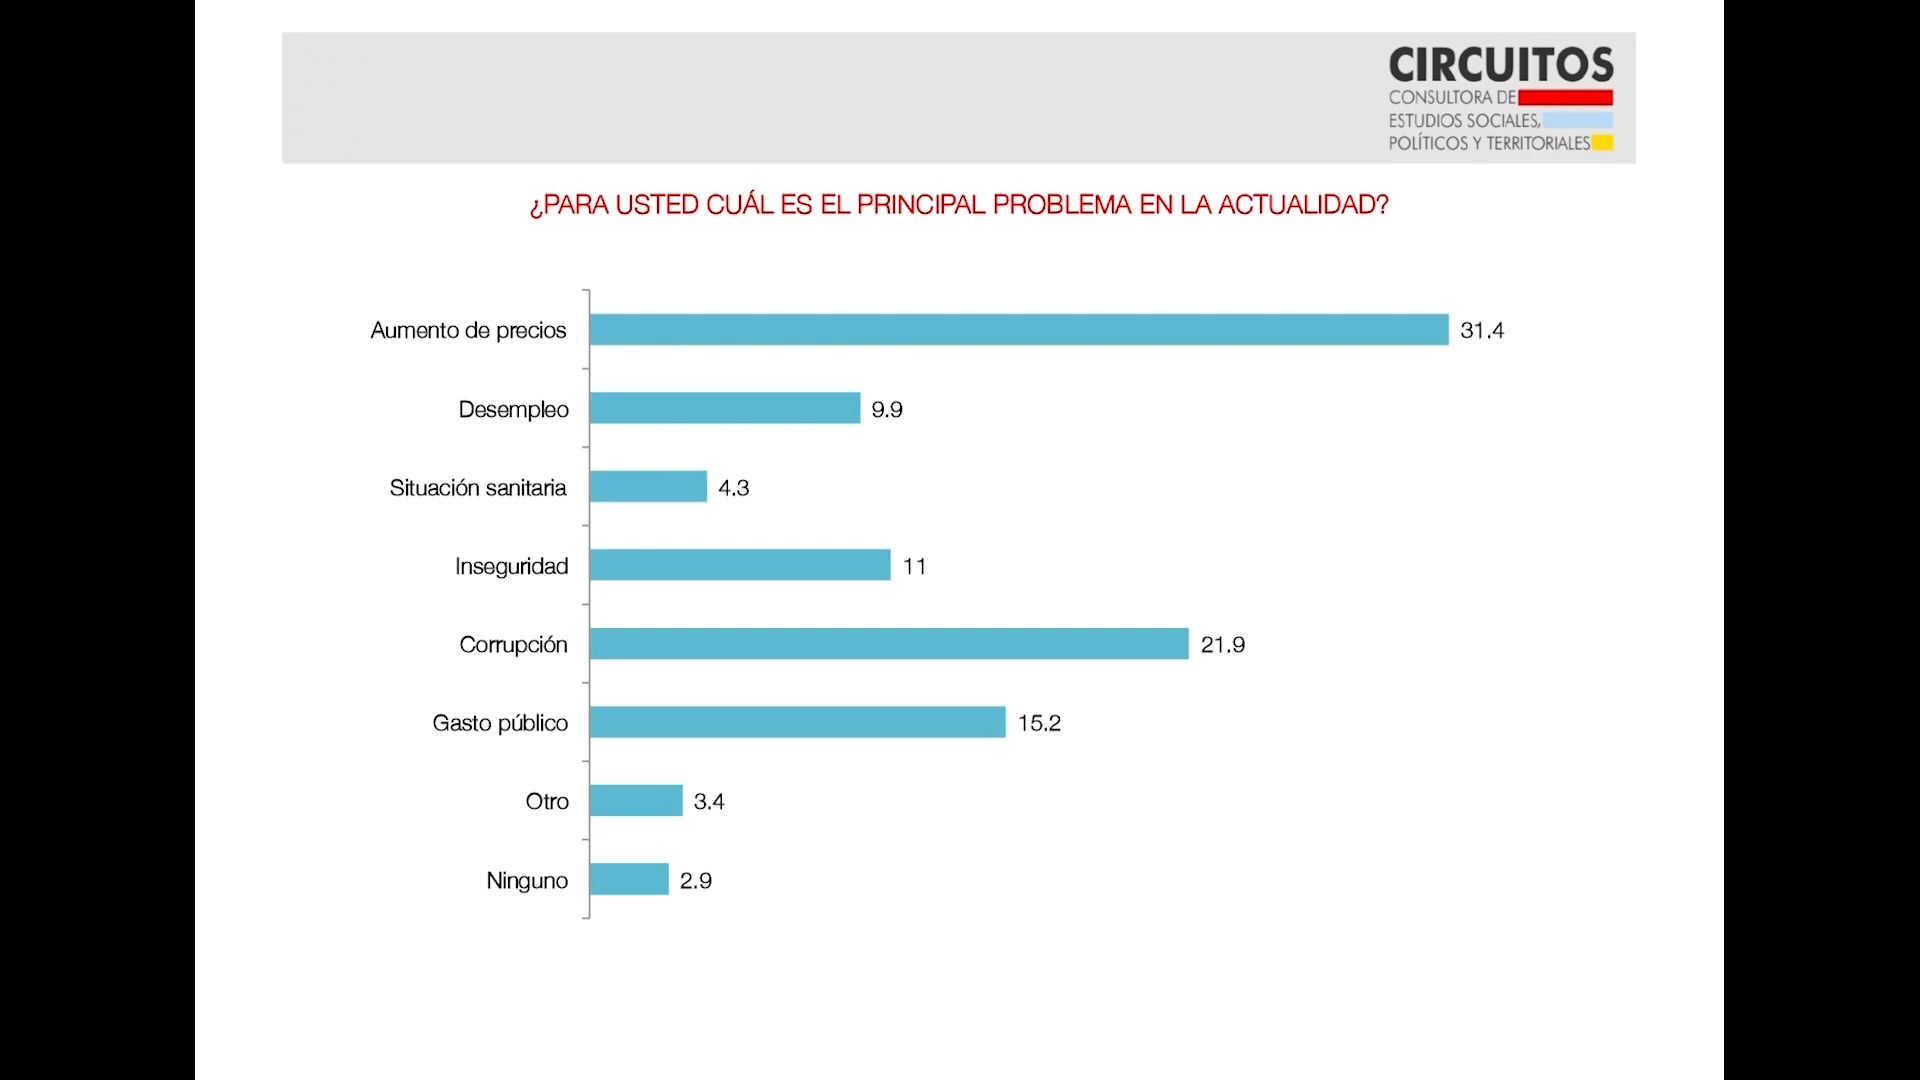 CIRCUITOS
CONSULTORA DE
ESTUDIOS SOCIALES,
POLÍTICOS Y TERRITORIALES
¿PARA USTED CUÁL ES EL PRINCIPAL PROBLEMA EN LA ACTUALIDAD?
Aumento de precios 31.4
Desempleo 9.9
Situación sanitaria 4.3
Inseguridad 11
Corrupción 21.9
Gasto público 15.2
Otro 3.4
Ninguno 2.9